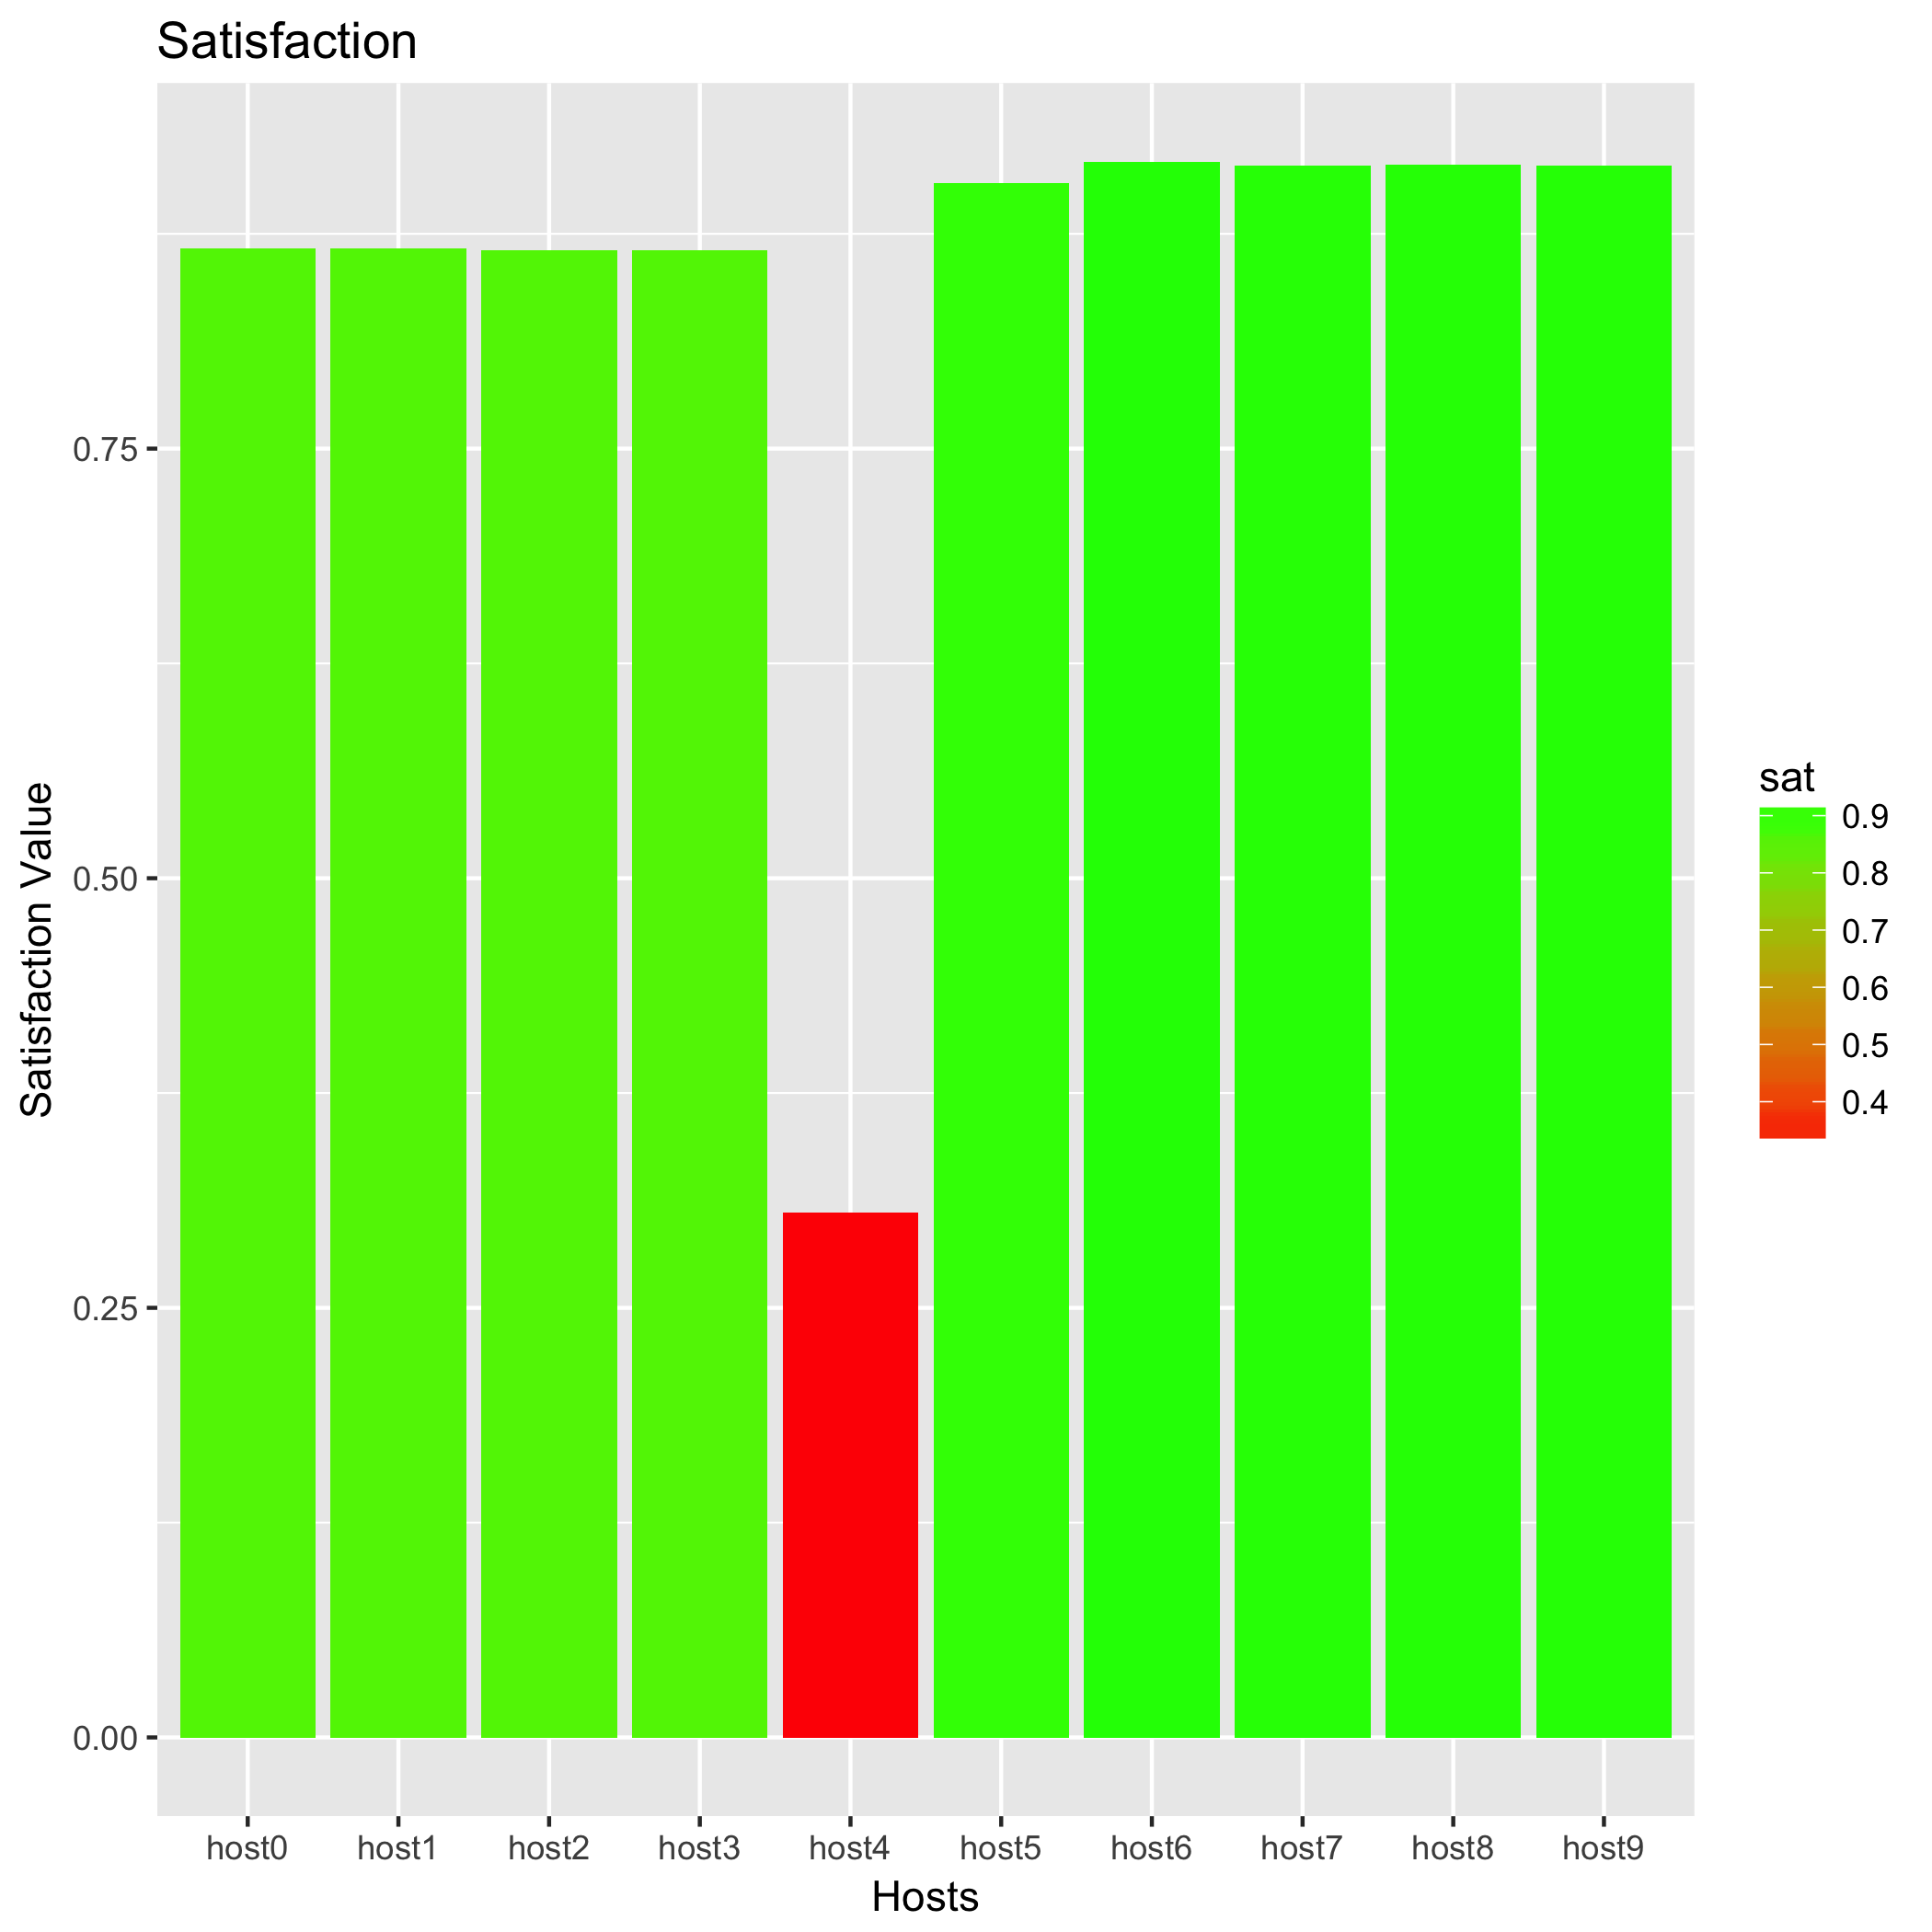 Satisfaction
Satisfaction Value
0.75
0.50
0.25
0.00
host0 host1 host2 host3 host4 host5 host6 host7 host8 host9
Hosts
sat
0.9
0.8
0.7
0.6
0.5
0.4